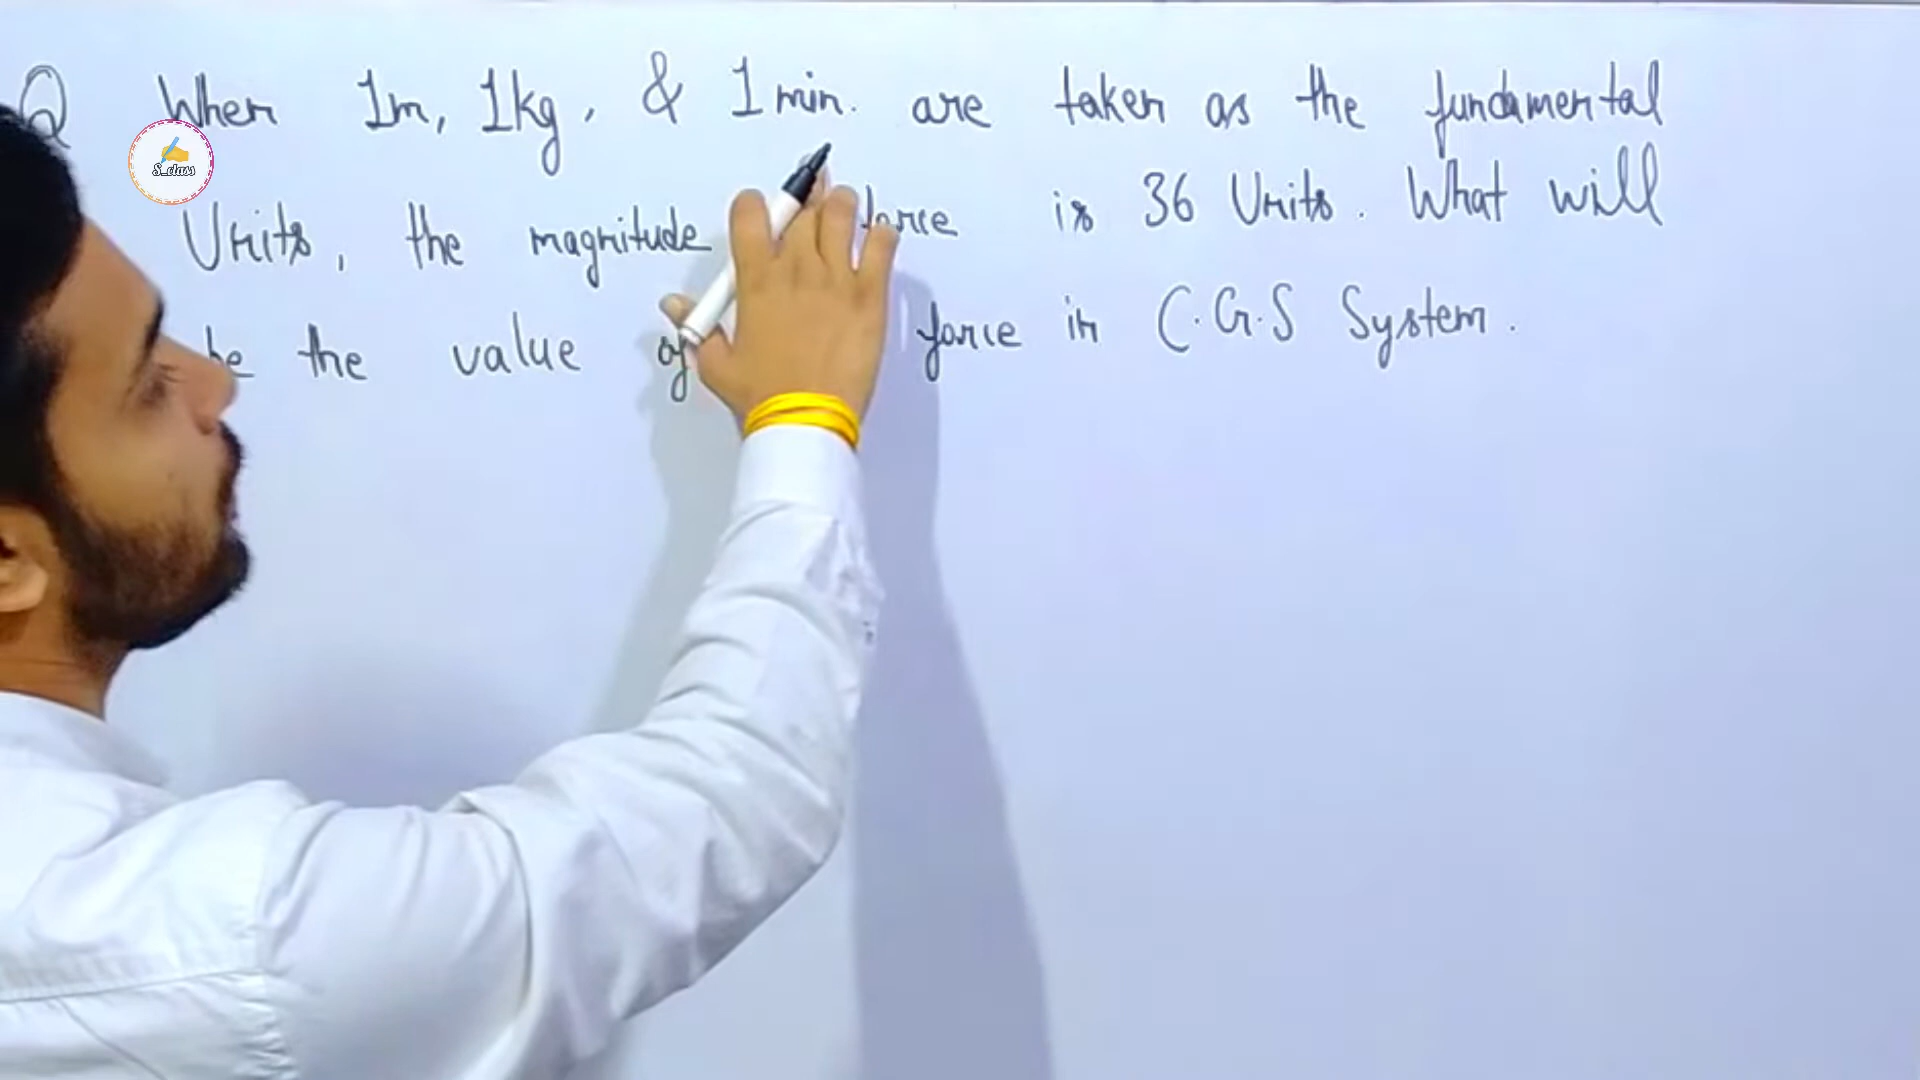 Q When 1m, 1kg, & 1min. are taken as the fundamental
S_class
Units, the magnitude force is 36 Units. What will
be the value of force in C.G.S System.